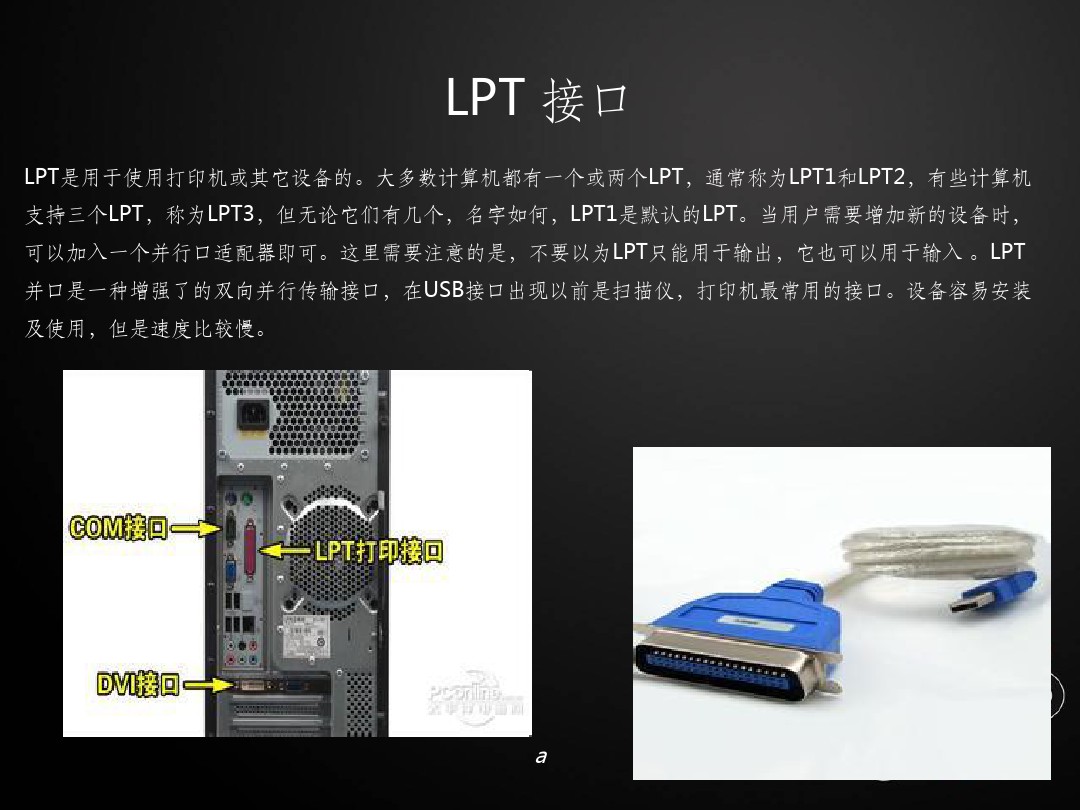 LPT 接口
LPT是用于使用打印机或其它设备的。大多数计算机都有一个或两个LPT，通常称为LPT1和LPT2，有些计算机
支持三个LPT，称为LPT3，但无论它们有几个，名字如何，LPT1是默认的LPT。当用户需要增加新的设备时，
可以加入一个并行口适配器即可。这里需要注意的是，不要以为LPT只能用于输出，它也可以用于输入 。LPT
并口是一种增强了的双向并行传输接口，在USB接口出现以前是扫描仪，打印机最常用的接口。设备容易安装
及使用，但是速度比较慢。
COM接口
LPT打印接口
DVI接口
PConline
太平洋电脑网
a